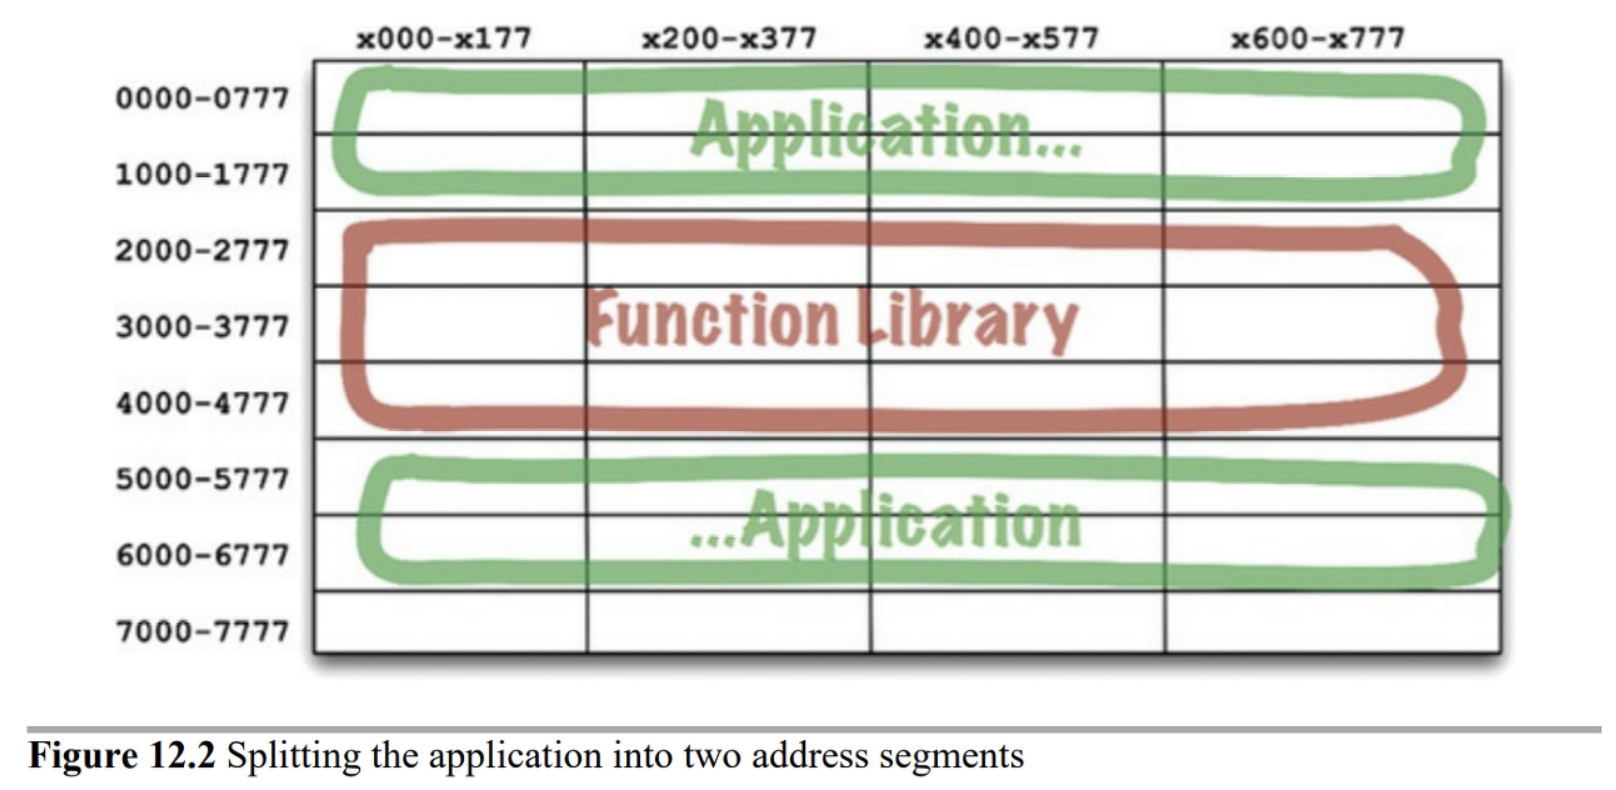 x000-x177 x200-x377 x400-x577 x600-x777
0000-0777
Application...
1000-1777
2000-2777
3000-3777 Function Library
4000-4777
5000-5777
...Application
6000-6777
7000-7777
Figure 12.2 Splitting the application into two address segments